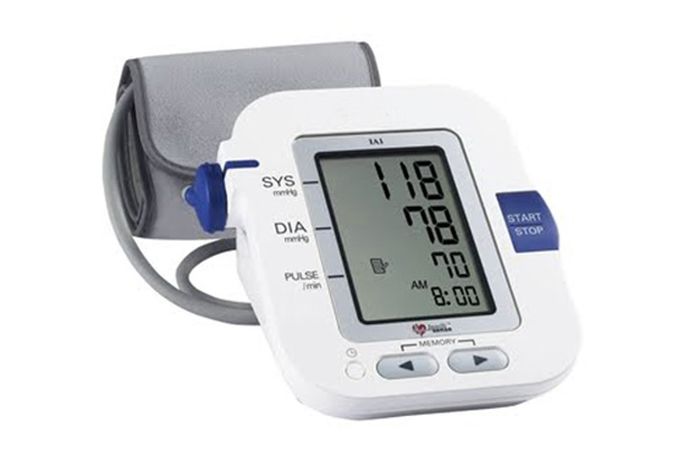 118
SYS
mmHg
78
DIA
mmHg
START
STOP
70
PULSE
/min
AM 8:00
MEMORY